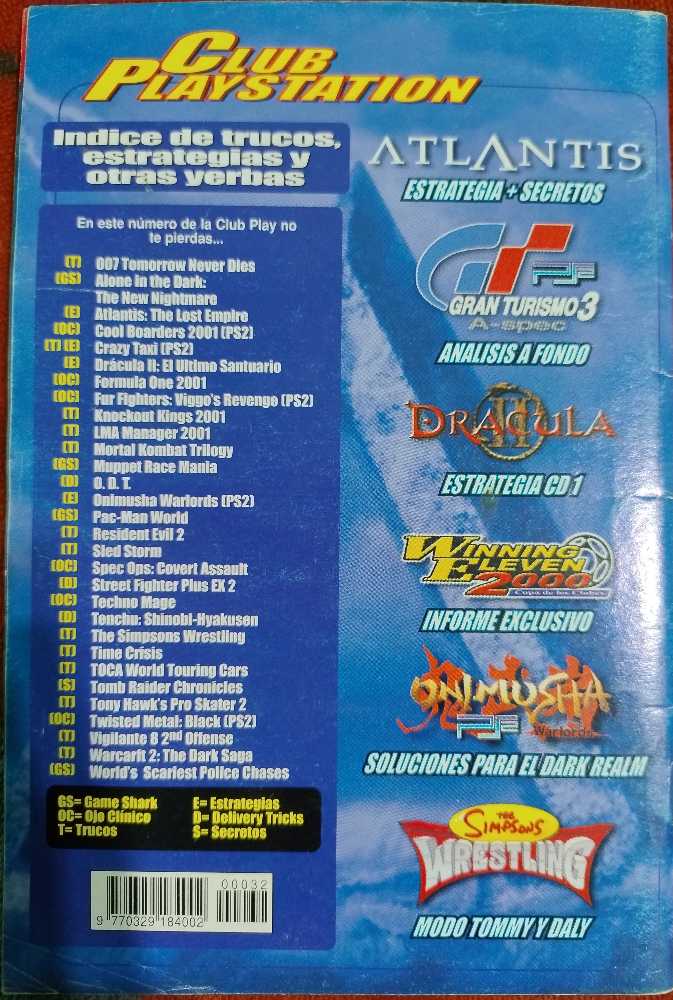 CLUB
PLAYSTATION
Indice de trucos,
estrategias y
otras yerbas
En este número de la Club Play no
te pierdas...
(T) 007 Tomorrow Never Dies
(GS) Alone in the Dark:
The New Nightmare
(E) Atlantis: The Lost Empire
(OC) Cool Boarders 2001 (PS2)
(T) (E) Crazy Taxi (PS2)
(E) Drácula II: El Ultimo Santuario
(OC) Formula One 2001
(OC) Fur Fighters: Viggo's Revenge (PS2)
(T) Knockout Kings 2001
(T) LMA Manager 2001
(T) Mortal Kombat Trilogy
(GS) Muppet Race Mania
(D) O. D. T.
(E) Onimusha Warlords (PS2)
(GS) Pac-Man World
(T) Resident Evil 2
(T) Sled Storm
(OC) Spec Ops: Covert Assault
(D) Street Fighter Plus EX 2
(OC) Techno Mage
(D) Tenchu: Shinobi-Hyakusen
(T) The Simpsons Wrestling
(T) Time Crisis
(T) TOCA World Touring Cars
(S) Tomb Raider Chronicles
(T) Tony Hawk's Pro Skater 2
(OC) Twisted Metal: Black (PS2)
(T) Vigilante 8 2nd Offense
(T) Warcarft 2: The Dark Saga
(GS) World's Scariest Police Chases
GS= Game Shark E= Estrategias
OC= Ojo Clínico D= Delivery Tricks
T= Trucos S= Secretos
00032
9 770329 184002
ATLANTIS
ESTRATEGIA + SECRETOS
PS2
GRAN TURISMO 3
A-spec
ANALISIS A FONDO
DRACULA
II
ESTRATEGIA CD 1
WINNING
ELEVEN
2000
Copa de los Clubes
INFORME EXCLUSIVO
ONIMUSHA
PS2
Warlords
SOLUCIONES PARA EL DARK REALM
THE
SIMPSONS
WRESTLING
MODO TOMMY Y DALY